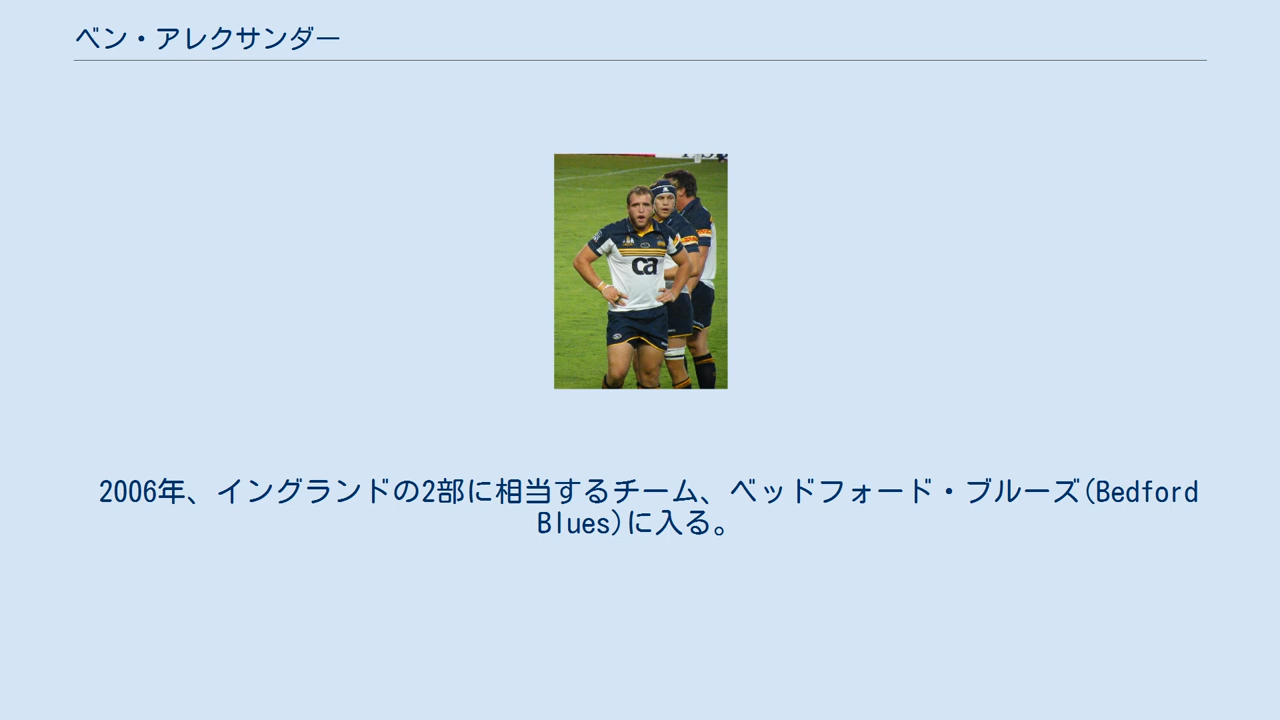 ベン・アレクサンダー
ca
2006年、イングランドの2部に相当するチーム、ベッドフォード・ブルーズ(Bedford
Blues)に入る。